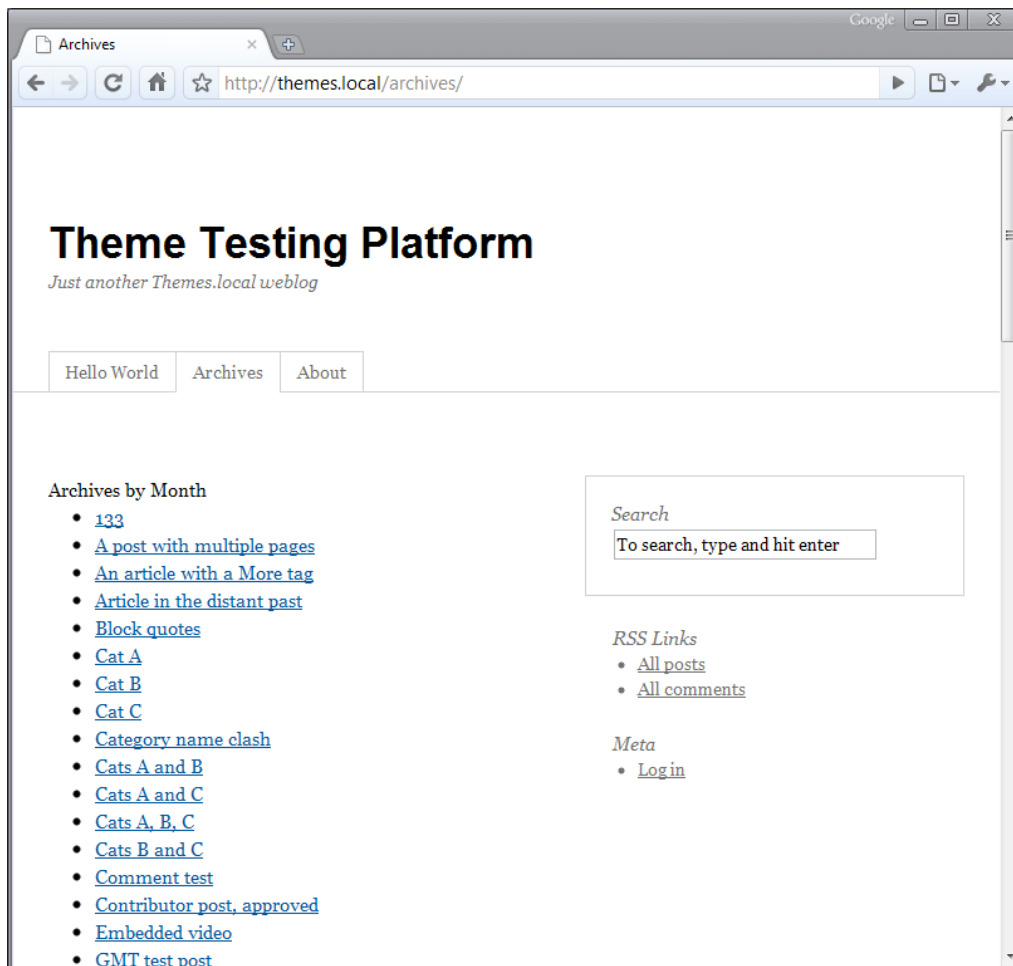 Google
Archives
http://themes.local/archives/
Theme Testing Platform
Just another Themes.local weblog
Hello World Archives About
Archives by Month
133
A post with multiple pages
An article with a More tag
Article in the distant past
Block quotes
Cat A
Cat B
Cat C
Category name clash
Cats A and B
Cats A and C
Cats A, B, C
Cats B and C
Comment test
Contributor post, approved
Embedded video
GMT test post
Search
To search, type and hit enter
RSS Links
All posts
All comments
Meta
Log in